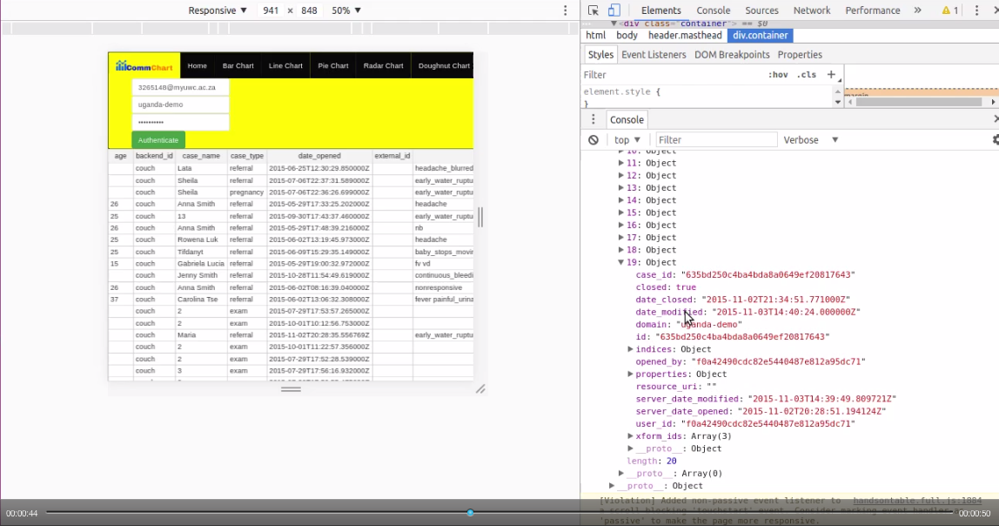 Responsive ▼ 941 × 848 50% ▼
Elements Console Sources Network Performance » 1
<div class="container"> == $0
html body header.masthead div.container
Styles Event Listeners DOM Breakpoints Properties
Filter :hov .cls +
element.style {
}
margin
Console
top ▼ Filter Verbose ▼
CommChart Home Bar Chart Line Chart Pie Chart Radar Chart Doughnut Chart
3265148@myuwc.ac.za
uganda-demo
••••••••••
Authenticate
age backend_id case_name case_type date_opened external_id
couch Lata referral 2015-06-25T12:30:29.850000Z headache_blurred
couch Sheila referral 2015-07-06T22:37:31.589000Z early_water_ruptu
couch Sheila pregnancy 2015-07-06T22:36:26.699000Z early_water_ruptu
26 couch Anna Smith referral 2015-05-29T17:33:25.202000Z headache
25 couch 13 referral 2015-09-30T17:43:37.460000Z early_water_ruptu
26 couch Anna Smith referral 2015-05-29T17:48:39.216000Z nb
25 couch Rowena Luk referral 2015-06-02T13:19:45.973000Z headache
25 couch Tifdanyt referral 2015-06-09T15:29:35.149000Z baby_stops_movin
15 couch Gabriela Lucia referral 2015-05-29T19:00:32.972000Z fv vd
couch Jenny Smith referral 2015-10-28T11:54:49.619000Z continuous_bleedi
26 couch Anna Smith referral 2015-06-02T08:16:39.040000Z nonresponsive
37 couch Carolina Tse referral 2015-06-02T13:06:32.308000Z fever painful_urina
couch 2 exam 2015-07-29T17:53:57.265000Z
couch 2 exam 2015-10-01T10:12:56.753000Z
couch Maria referral 2015-11-02T20:28:35.556769Z early_water_ruptu
couch 2 exam 2015-10-01T11:22:57.356000Z
couch 2 exam 2015-07-29T17:52:28.539000Z
couch 3 exam 2015-07-29T17:56:16.932000Z
10: Object
11: Object
12: Object
13: Object
14: Object
15: Object
16: Object
17: Object
18: Object
19: Object
case_id: "635bd250c4ba4bda8a0649ef20817643"
closed: true
date_closed: "2015-11-02T21:34:51.771000Z"
date_modified: "2015-11-03T14:40:24.000000Z"
domain: "uganda-demo"
id: "635bd250c4ba4bda8a0649ef20817643"
indices: Object
opened_by: "f0a42490cdc82e5440487e812a95dc71"
properties: Object
resource_uri: ""
server_date_modified: "2015-11-03T14:39:49.809721Z"
server_date_opened: "2015-11-02T20:28:51.194124Z"
user_id: "f0a42490cdc82e5440487e812a95dc71"
xform_ids: Array(3)
__proto__: Object
length: 20
__proto__: Array(0)
__proto__: Object
[Violation] Added non-passive event listener to handsontable.full.js:1884
a scroll-blocking 'touchstart' event. Consider marking event handler
'passive' to make the page more responsive.
00:00:44 00:00:50